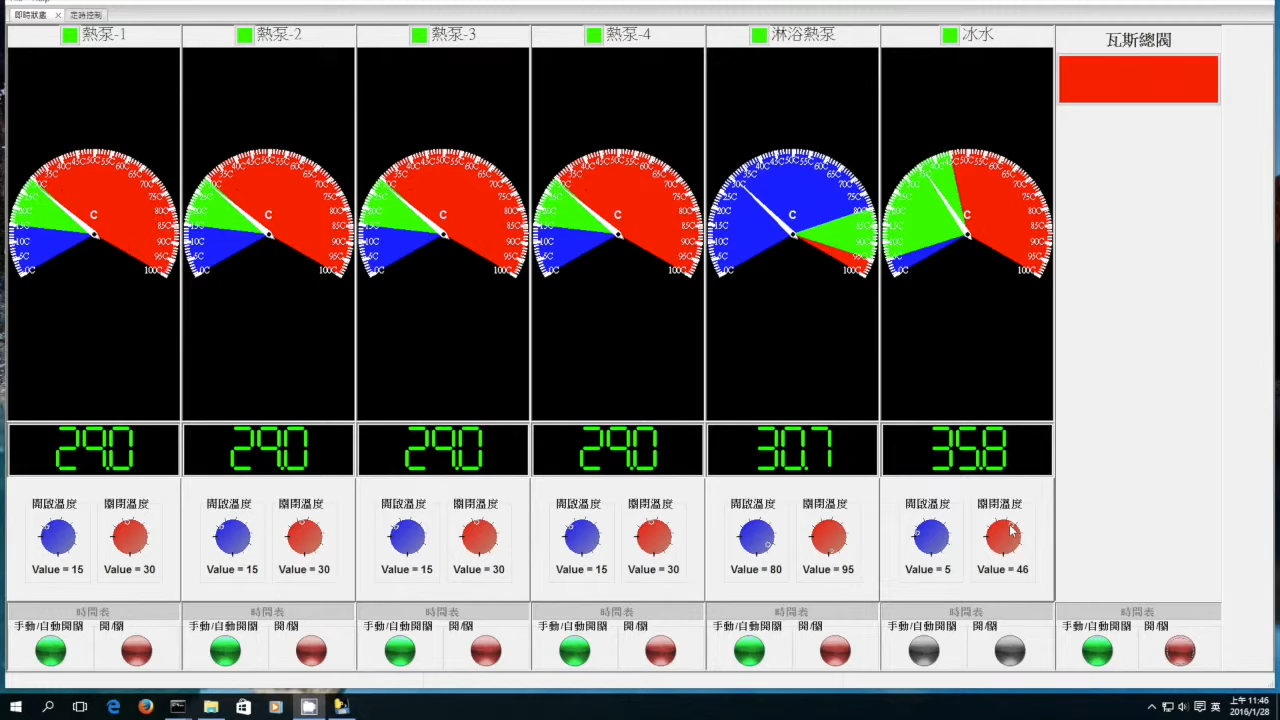 即時狀態 × 定時控制
熱泵-1 熱泵-2 熱泵-3 熱泵-4 淋浴熱泵 冰水 瓦斯總閥
C C C C C C
29.0 29.0 29.0 29.0 30.7 35.8
開啟溫度 關閉溫度 開啟溫度 關閉溫度 開啟溫度 關閉溫度 開啟溫度 關閉溫度 開啟溫度 關閉溫度 開啟溫度 關閉溫度
Value = 15 Value = 30 Value = 15 Value = 30 Value = 15 Value = 30 Value = 15 Value = 30 Value = 80 Value = 95 Value = 5 Value = 46
時間表 時間表 時間表 時間表 時間表 時間表 時間表
手動/自動開關 開/關 手動/自動開關 開/關 手動/自動開關 開/關 手動/自動開關 開/關 手動/自動開關 開/關 手動/自動開關 開/關 手動/自動開關 開/關
英
上午 11:46
2016/1/28